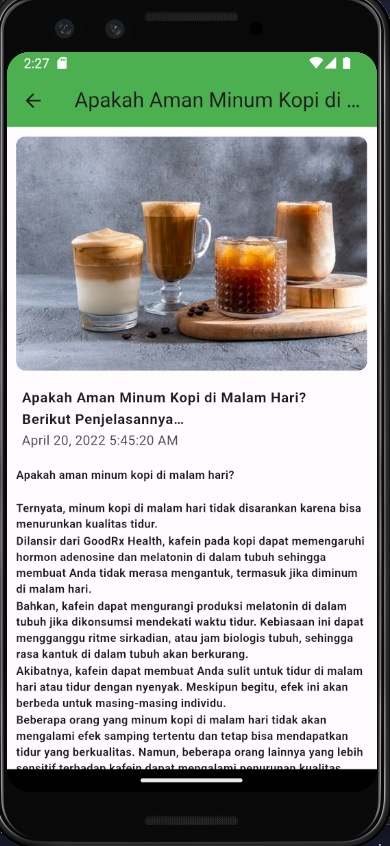 2:27
Apakah Aman Minum Kopi di ...
Apakah Aman Minum Kopi di Malam Hari?
Berikut Penjelasannya...
April 20, 2022 5:45:20 AM
Apakah aman minum kopi di malam hari?
Ternyata, minum kopi di malam hari tidak disarankan karena bisa
menurunkan kualitas tidur.
Dilansir dari GoodRx Health, kafein pada kopi dapat memengaruhi
hormon adenosine dan melatonin di dalam tubuh sehingga
membuat Anda tidak merasa mengantuk, termasuk jika diminum
di malam hari.
Bahkan, kafein dapat mengurangi produksi melatonin di dalam
tubuh jika dikonsumsi mendekati waktu tidur. Kebiasaan ini dapat
mengganggu ritme sirkadian, atau jam biologis tubuh, sehingga
rasa kantuk di dalam tubuh akan berkurang.
Akibatnya, kafein dapat membuat Anda sulit untuk tidur di malam
hari atau tidur dengan nyenyak. Meskipun begitu, efek ini akan
berbeda untuk masing-masing individu.
Beberapa orang yang minum kopi di malam hari tidak akan
mengalami efek samping tertentu dan tetap bisa mendapatkan
tidur yang berkualitas. Namun, beberapa orang lainnya yang lebih
sensitif terhadap kafein dapat mengalami penurunan kualitas